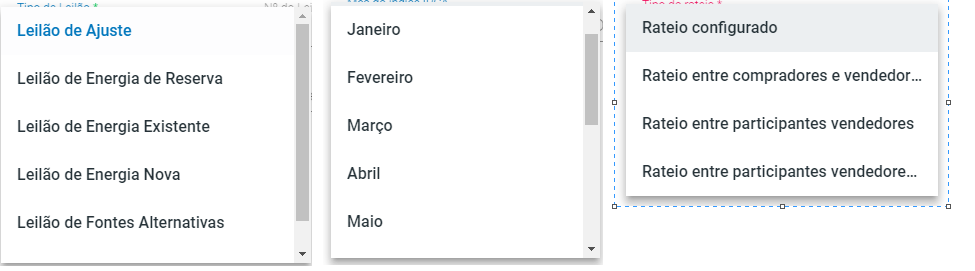 Tipo de Leilão *
Leilão de Ajuste
Leilão de Energia de Reserva
Leilão de Energia Existente
Leilão de Energia Nova
Leilão de Fontes Alternativas
Janeiro
Fevereiro
Março
Abril
Maio
Tipo de rateio *
Rateio configurado
Rateio entre compradores e vendedor...
Rateio entre participantes vendedores
Rateio entre participantes vendedore...